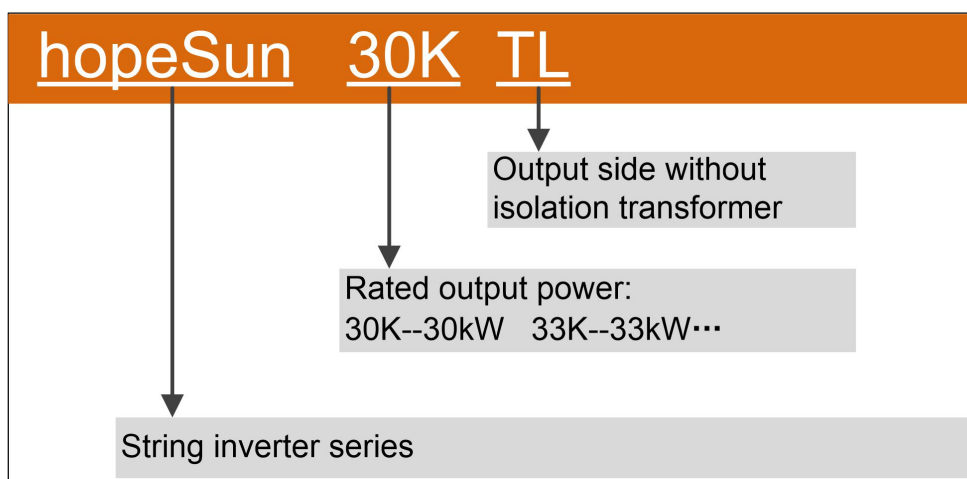 hopeSun 30K TL
Output side without
isolation transformer
Rated output power:
30K--30kW 33K--33kW···
String inverter series